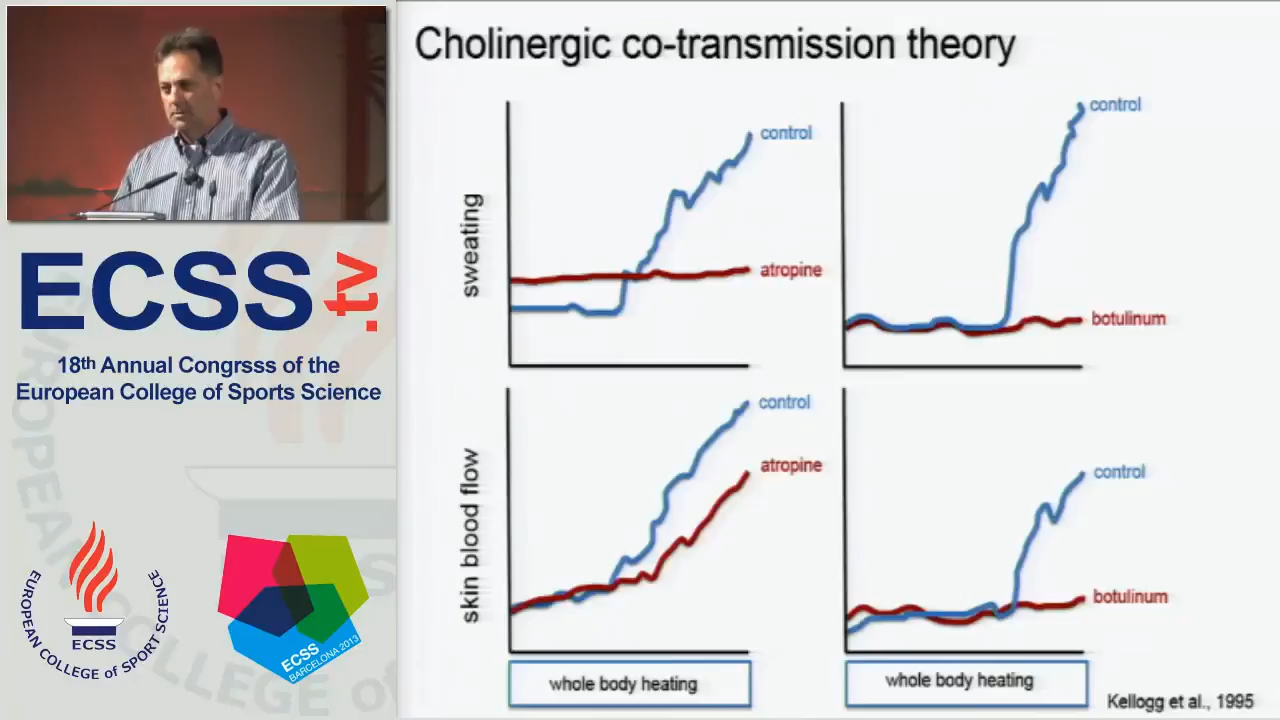 Cholinergic co-transmission theory
control
atropine
sweating
control
botulinum
control
atropine
skin blood flow
control
botulinum
whole body heating
whole body heating
Kellogg et al., 1995
ECSS.tv
18th Annual Congrsss of the
European College of Sports Science
EUROPEAN COLLEGE of SPORT SCIENCE
ECSS
ECSS
BARCELONA 2013